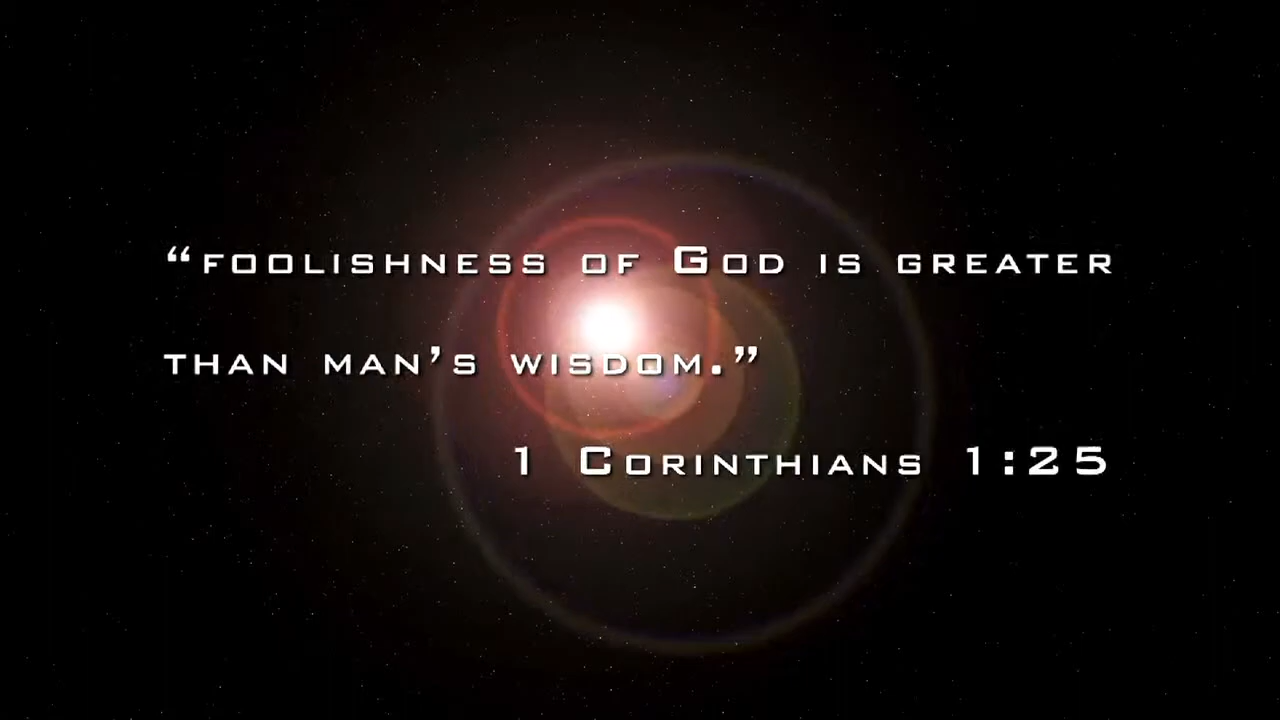 “foolishness of God is greater
than man’s wisdom.”
1 Corinthians 1:25